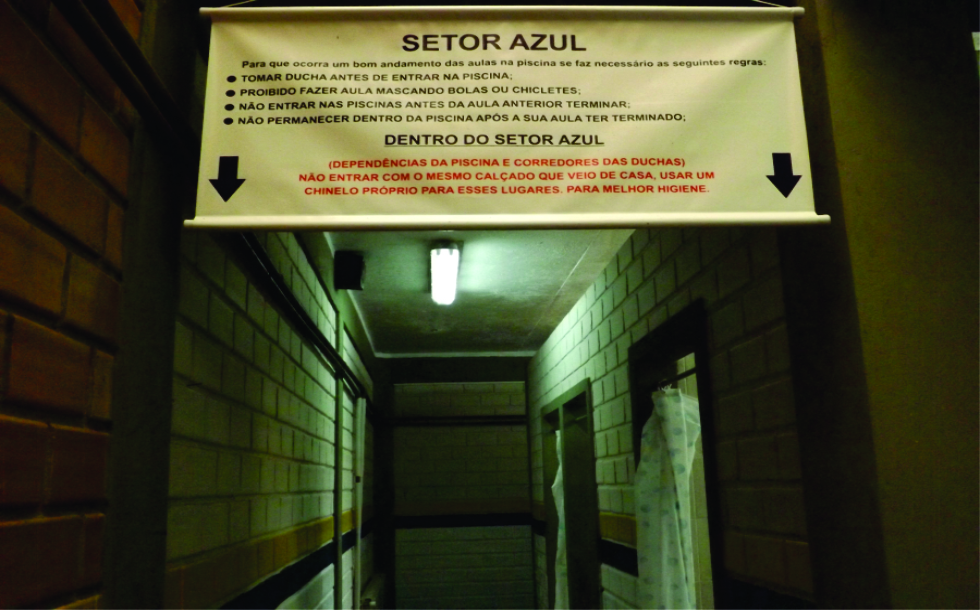 SETOR AZUL
Para que ocorra um bom andamento das aulas na piscina se faz necessário as seguintes regras:
● TOMAR DUCHA ANTES DE ENTRAR NA PISCINA;
● PROIBIDO FAZER AULA MASCANDO BOLAS OU CHICLETES;
● NÃO ENTRAR NAS PISCINAS ANTES DA AULA ANTERIOR TERMINAR;
● NÃO PERMANECER DENTRO DA PISCINA APÓS A SUA AULA TER TERMINADO;
DENTRO DO SETOR AZUL
(DEPENDÊNCIAS DA PISCINA E CORREDORES DAS DUCHAS)
NÃO ENTRAR COM O MESMO CALÇADO QUE VEIO DE CASA, USAR UM
CHINELO PRÓPRIO PARA ESSES LUGARES. PARA MELHOR HIGIENE.